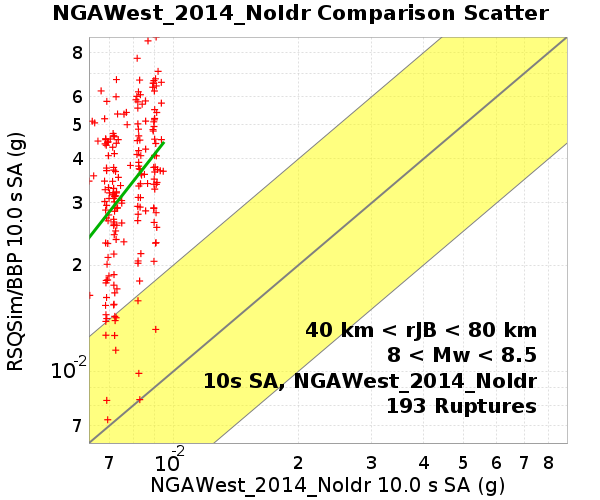 NGAWest_2014_NoIdr Comparison Scatter
RSQSim/BBP 10.0 s SA (g)
8
6
5
4
3
2
10-2
7
40 km < rJB < 80 km
8 < Mw < 8.5
10s SA, NGAWest_2014_NoIdr
193 Ruptures
7 10-2 2 3 4 5 6 7 8
NGAWest_2014_NoIdr 10.0 s SA (g)